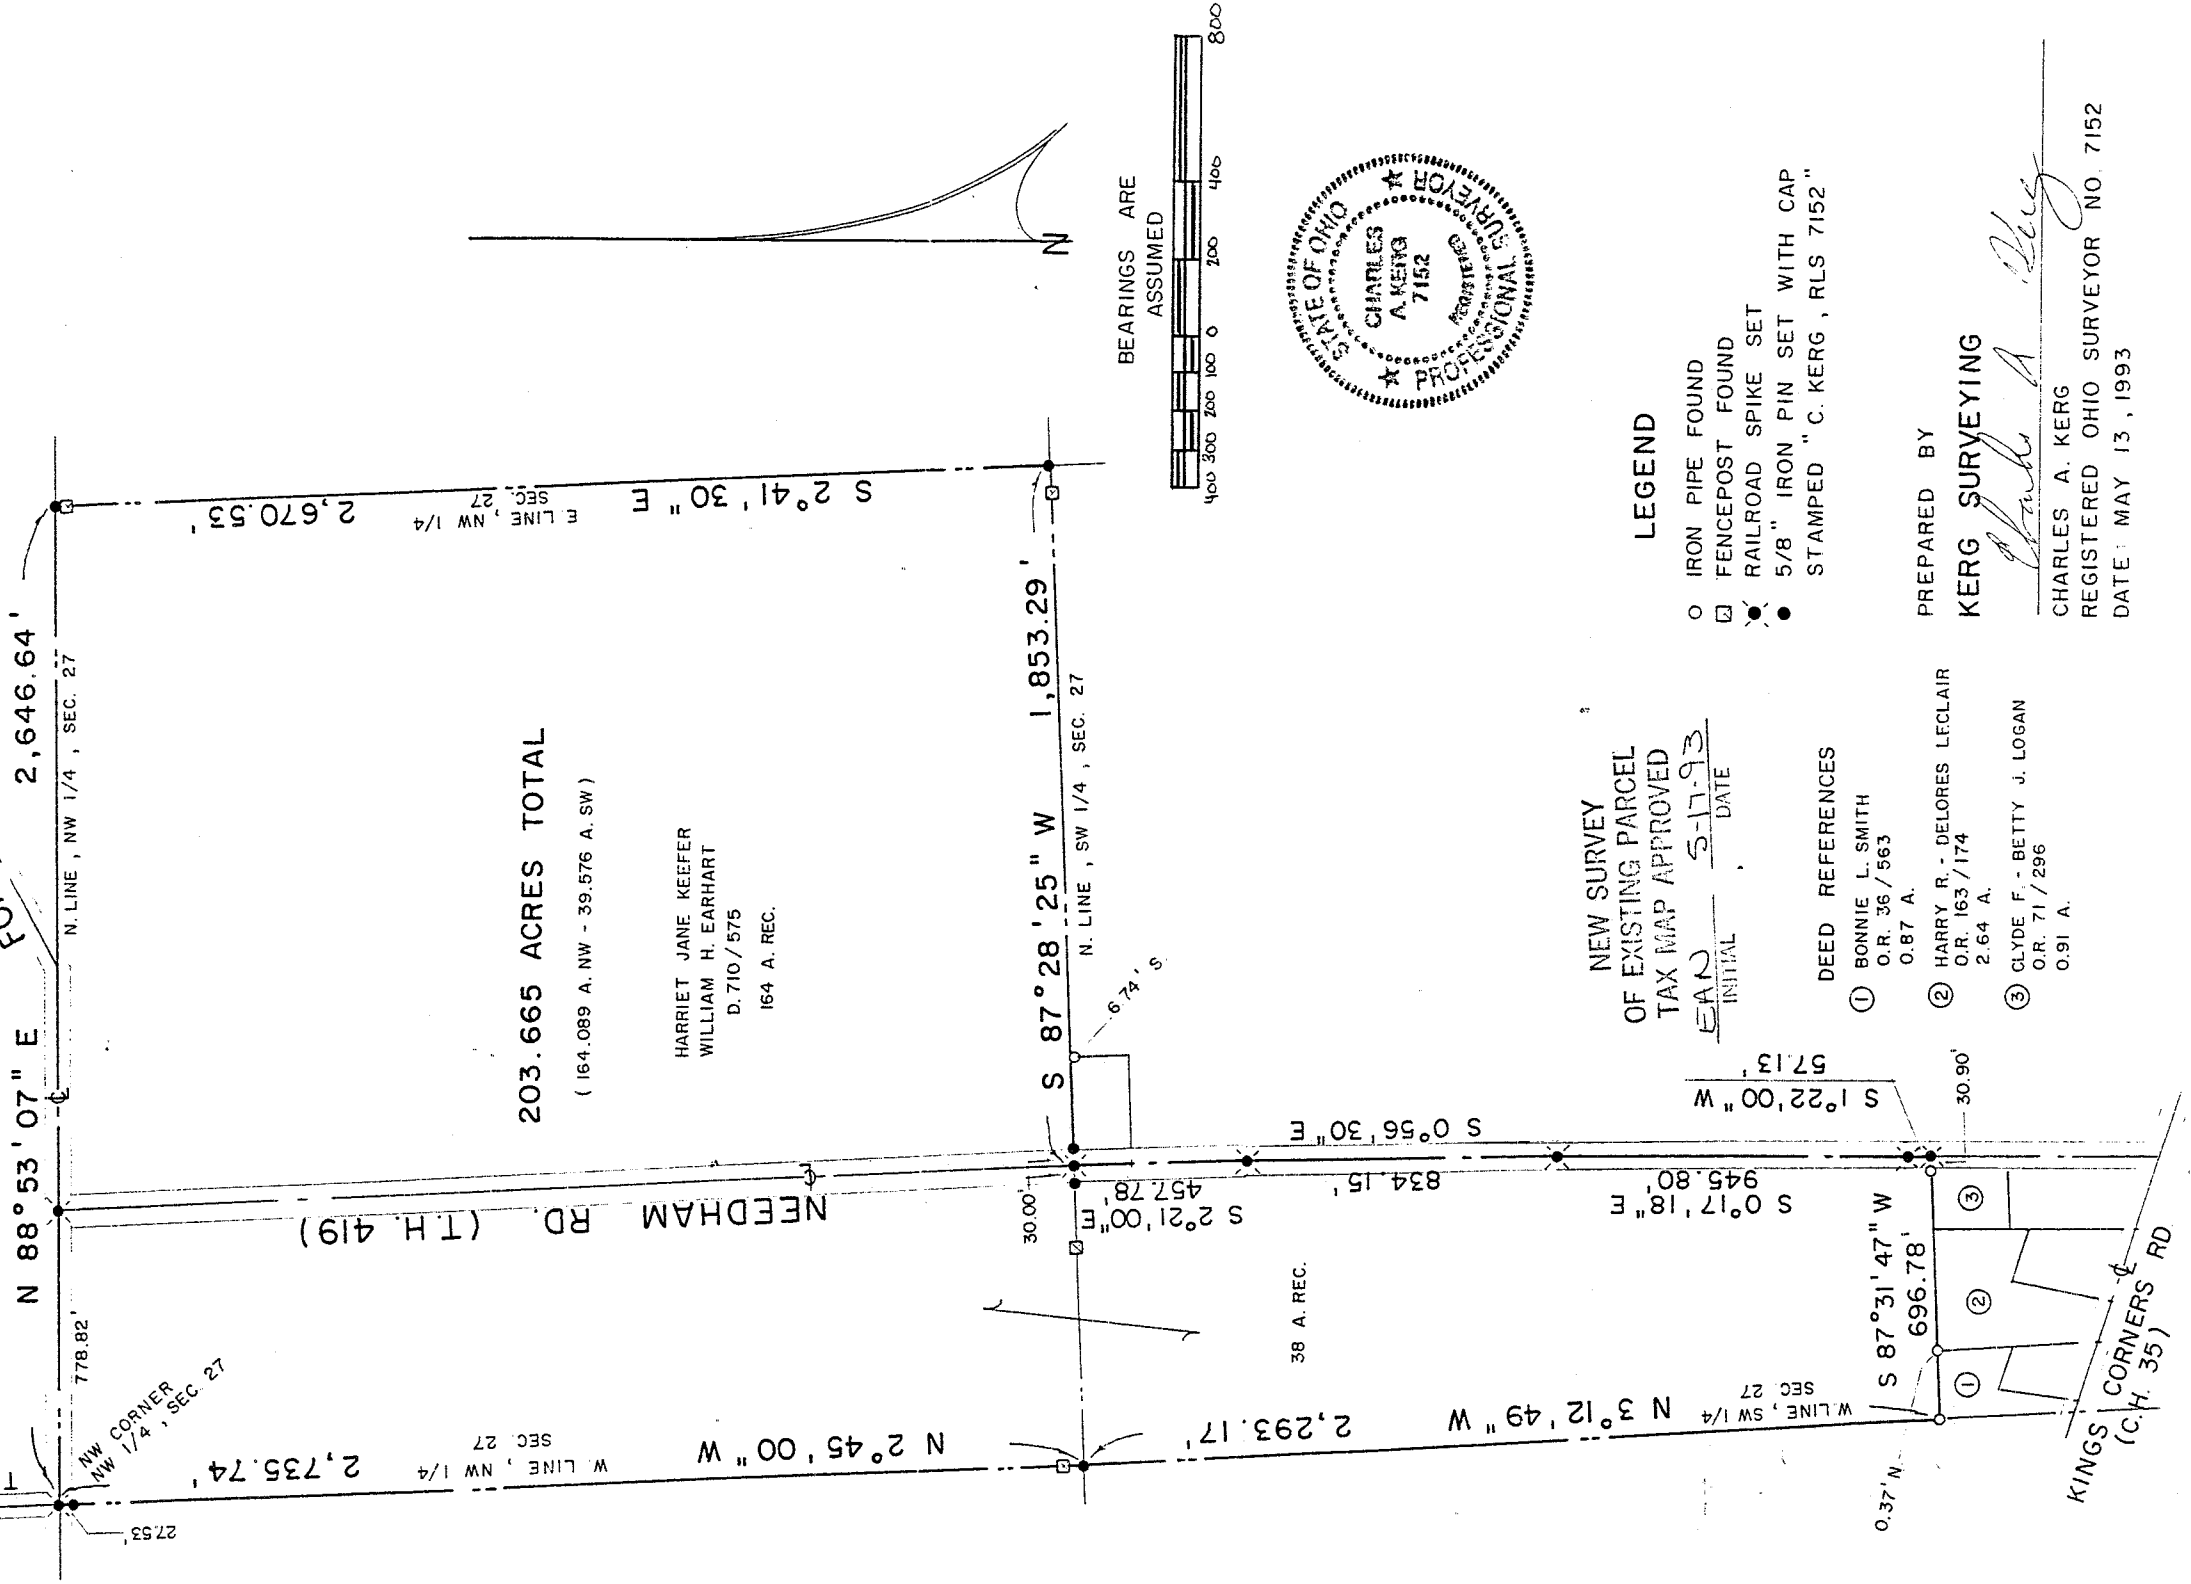 FO
2,646.64'
N 88°53'07" E
N. LINE, NW 1/4, SEC. 27
778.82'
NW CORNER
NW 1/4, SEC. 27
T
27.53'
2,735.74'
W. LINE, NW 1/4
SEC. 27
N 2°45'00" W
NEEDHAM RD. (T.H. 419)
203.665 ACRES TOTAL
(164.089 A. NW - 39.576 A. SW)
HARRIET JANE KEEFER
WILLIAM H. EARHART
D. 710/575
164 A. REC.
S 2°41'30" E
E. LINE, NW 1/4
SEC. 27
2,670.53'
S 87°28'25" W 1,853.29'
N. LINE, SW 1/4, SEC. 27
6.74' S
30.00'
S 2°21'00" E
457.78'
S 0°56'30" E
834.15'
S 0°17'18" E
945.80'
S 1°22'00" W
57.13'
30.90'
38 A. REC.
2,293.17'
N 3°12'49" W
W. LINE, SW 1/4
SEC. 27
S 87°31'47" W
696.78'
0.37' N.
1
2
3
KINGS CORNERS RD
(C.H. 35)
N
BEARINGS ARE
ASSUMED
400 300 200 100 0 200 400 800
STATE OF OHIO
CHARLES
A. KERG
7152
REGISTERED
PROFESSIONAL SURVEYOR
LEGEND
IRON PIPE FOUND
FENCEPOST FOUND
RAILROAD SPIKE SET
5/8" IRON PIN SET WITH CAP
STAMPED "C. KERG, RLS 7152"
NEW SURVEY
OF EXISTING PARCEL
TAX MAP APPROVED
EAN 5-17-93
INITIAL, DATE
DEED REFERENCES
1 BONNIE L. SMITH
O.R. 36/563
0.87 A.
2 HARRY R. - DELORES LECLAIR
O.R. 163/174
2.64 A.
3 CLYDE F. - BETTY J. LOGAN
O.R. 71/296
0.91 A.
PREPARED BY
KERG SURVEYING
Charles A Kerg
CHARLES A. KERG
REGISTERED OHIO SURVEYOR NO. 7152
DATE: MAY 13, 1993